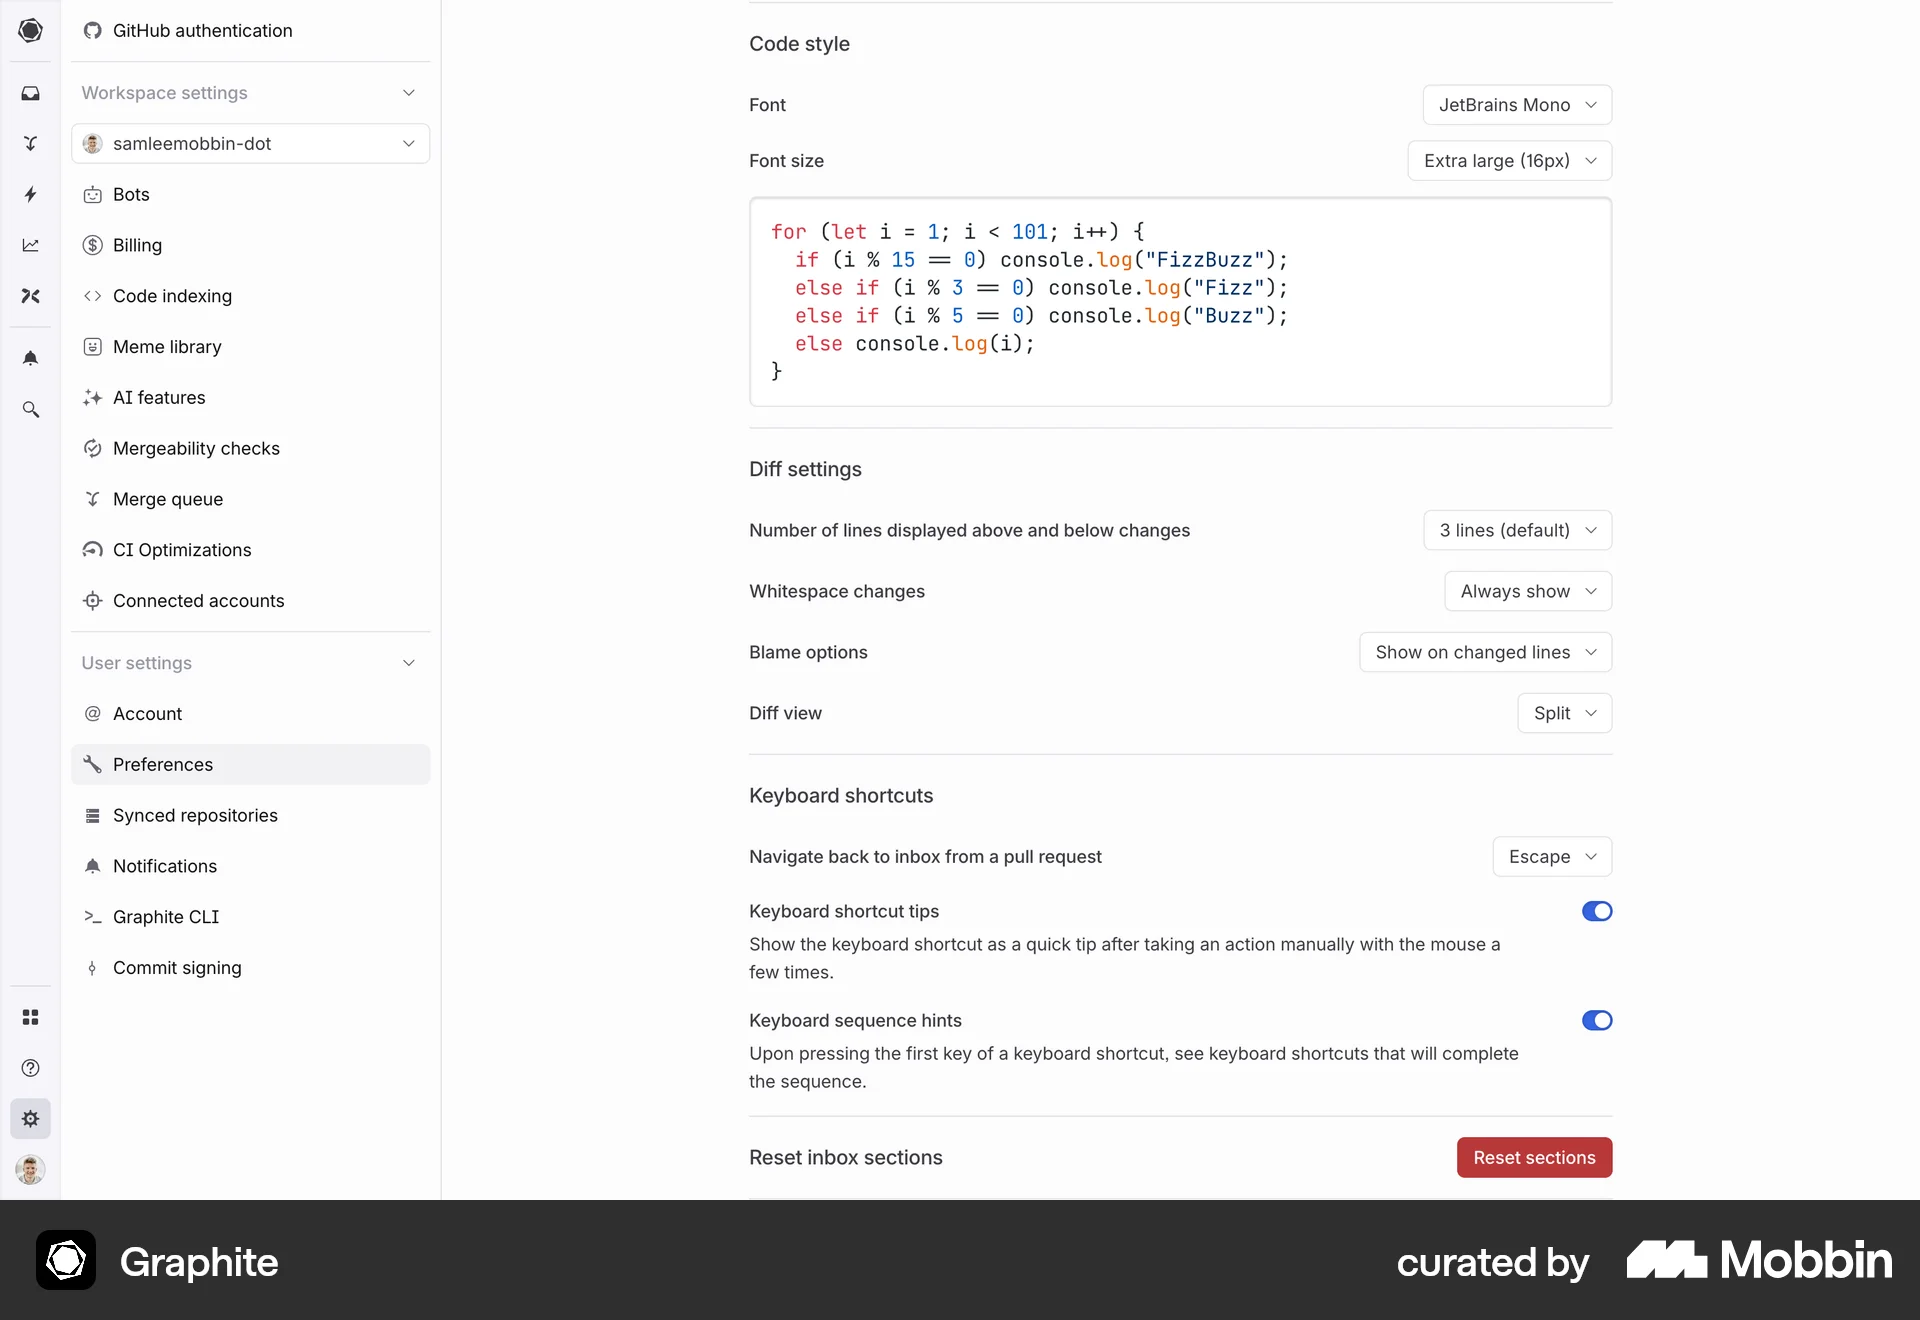 GitHub authentication
Workspace settings
samleemobbin-dot
Bots
Billing
Code indexing
Meme library
AI features
Mergeability checks
Merge queue
CI Optimizations
Connected accounts
User settings
Account
Preferences
Synced repositories
Notifications
Graphite CLI
Commit signing
Code style
Font
JetBrains Mono
Font size
Extra large (16px)
for (let i = 1; i < 101; i++) {
  if (i % 15 == 0) console.log("FizzBuzz");
  else if (i % 3 == 0) console.log("Fizz");
  else if (i % 5 == 0) console.log("Buzz");
  else console.log(i);
}
Diff settings
Number of lines displayed above and below changes
3 lines (default)
Whitespace changes
Always show
Blame options
Show on changed lines
Diff view
Split
Keyboard shortcuts
Navigate back to inbox from a pull request
Escape
Keyboard shortcut tips
Show the keyboard shortcut as a quick tip after taking an action manually with the mouse a
few times.
Keyboard sequence hints
Upon pressing the first key of a keyboard shortcut, see keyboard shortcuts that will complete
the sequence.
Reset inbox sections
Reset sections
Graphite
curated by
Mobbin